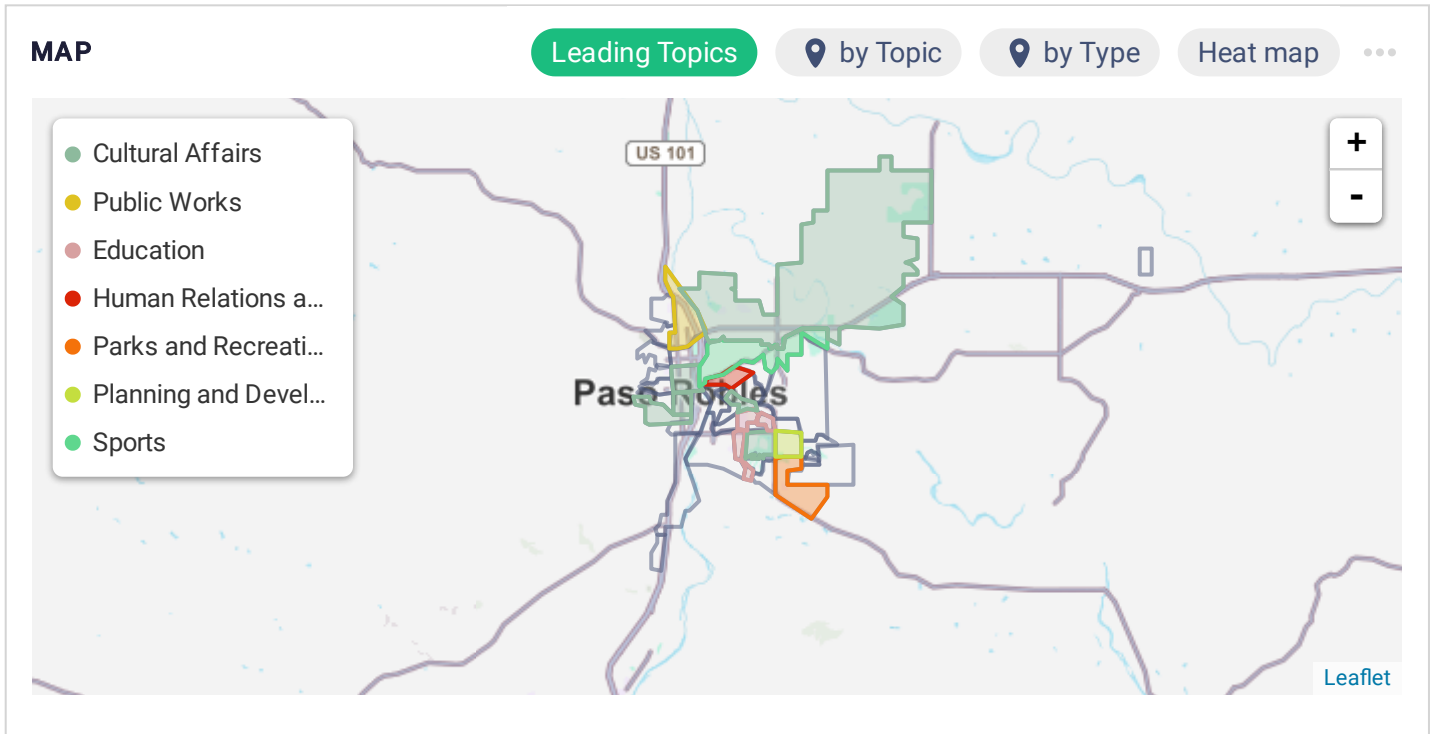 MAP
Leading Topics
by Topic
by Type
Heat map
Cultural Affairs
Public Works
Education
Human Relations a...
Parks and Recreati...
Planning and Devel...
Sports
US 101
+
-
Paso Robles
Leaflet